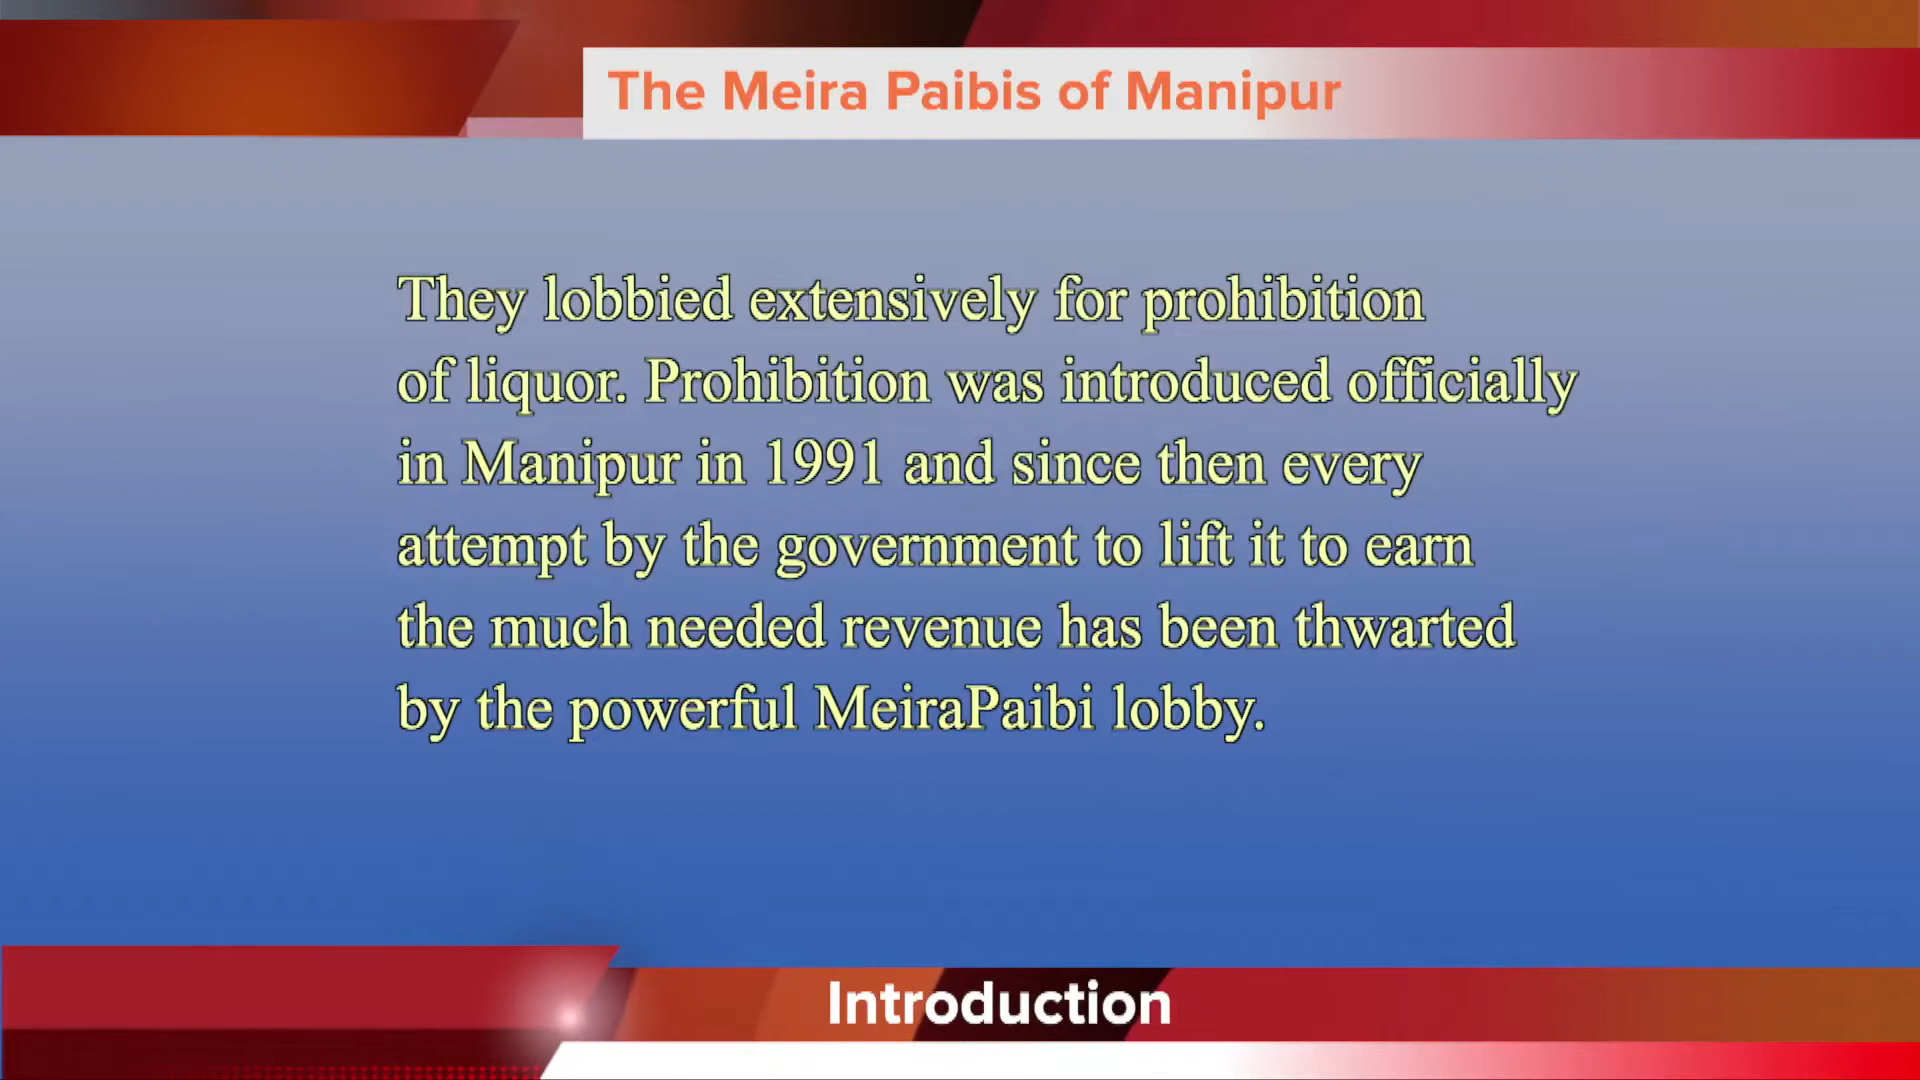 The Meira Paibis of Manipur
They lobbied extensively for prohibition
of liquor. Prohibition was introduced officially
in Manipur in 1991 and since then every
attempt by the government to lift it to earn
the much needed revenue has been thwarted
by the powerful MeiraPaibi lobby.
Introduction